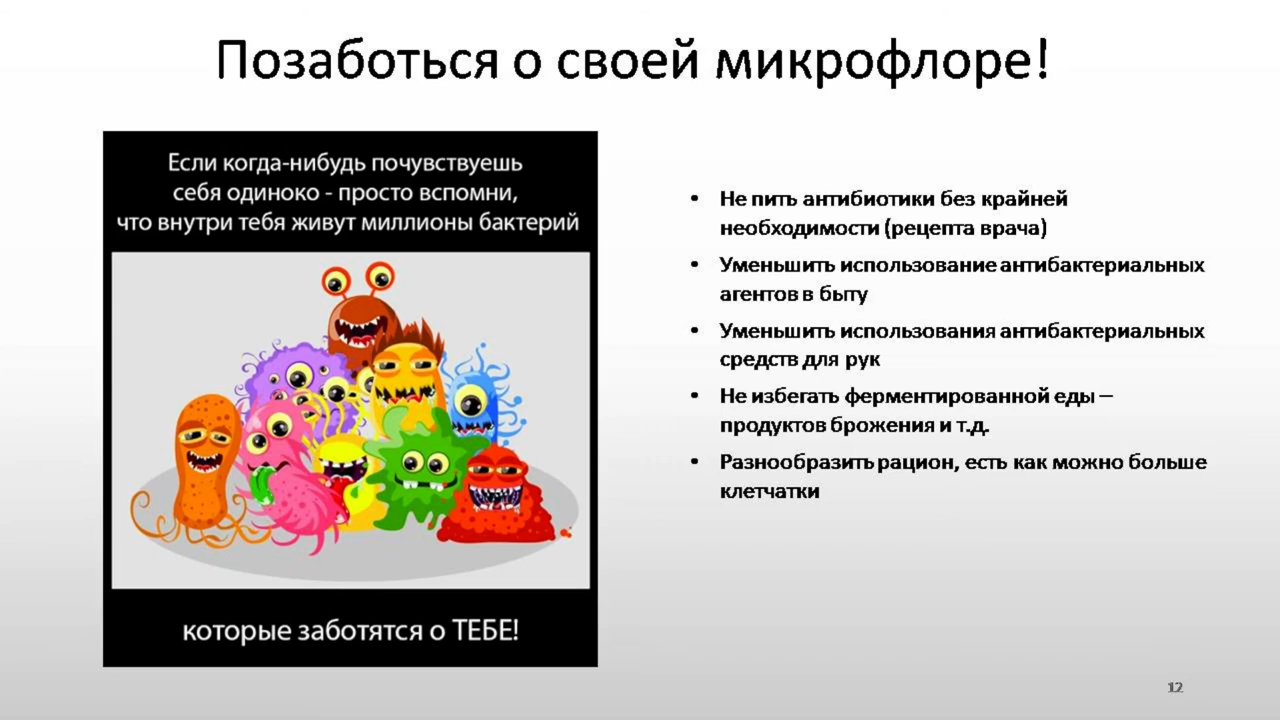 Позаботься о своей микрофлоре!
Если когда-нибудь почувствуешь
себя одиноко - просто вспомни,
что внутри тебя живут миллионы бактерий
которые заботятся о ТЕБЕ!
• Не пить антибиотики без крайней
необходимости (рецепта врача)
• Уменьшить использование антибактериальных
агентов в быту
• Уменьшить использования антибактериальных
средств для рук
• Не избегать ферментированной еды –
продуктов брожения и т.д.
• Разнообразить рацион, есть как можно больше
клетчатки
12